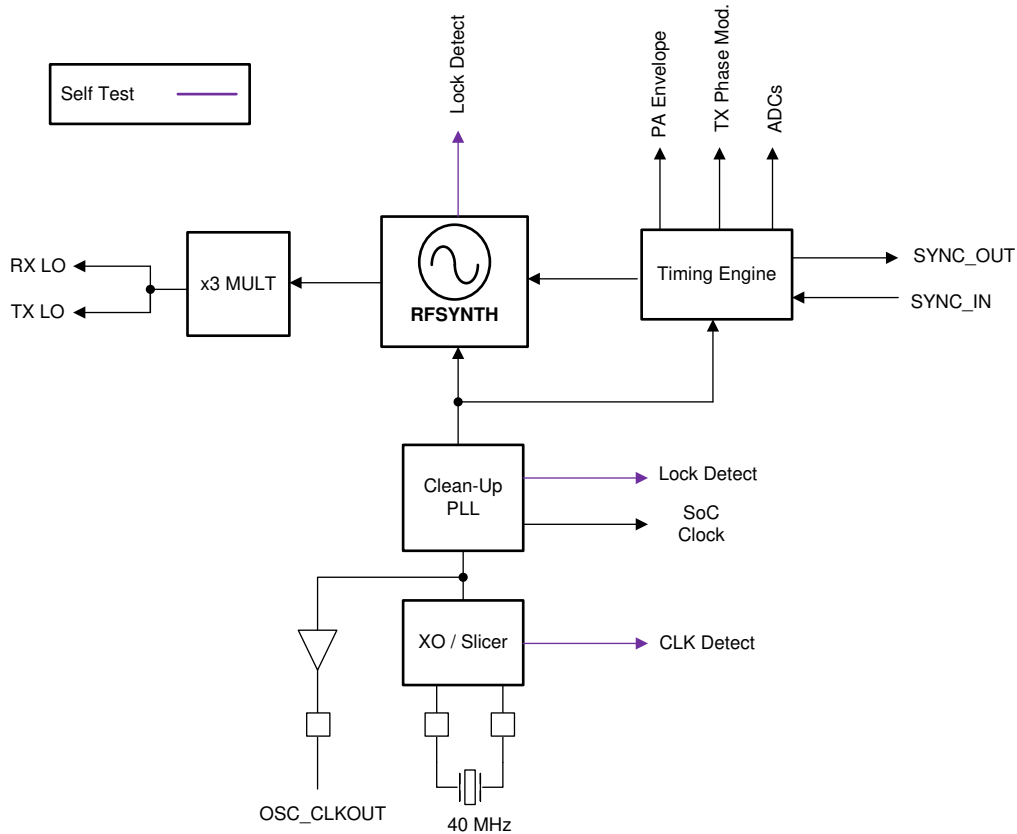 Self Test
Lock Detect
PA Envelope
TX Phase Mod.
ADCs
RX LO
TX LO
x3 MULT
RFSYNTH
Timing Engine
SYNC_OUT
SYNC_IN
Clean-Up
PLL
Lock Detect
SoC
Clock
XO / Slicer
CLK Detect
OSC_CLKOUT
40 MHz